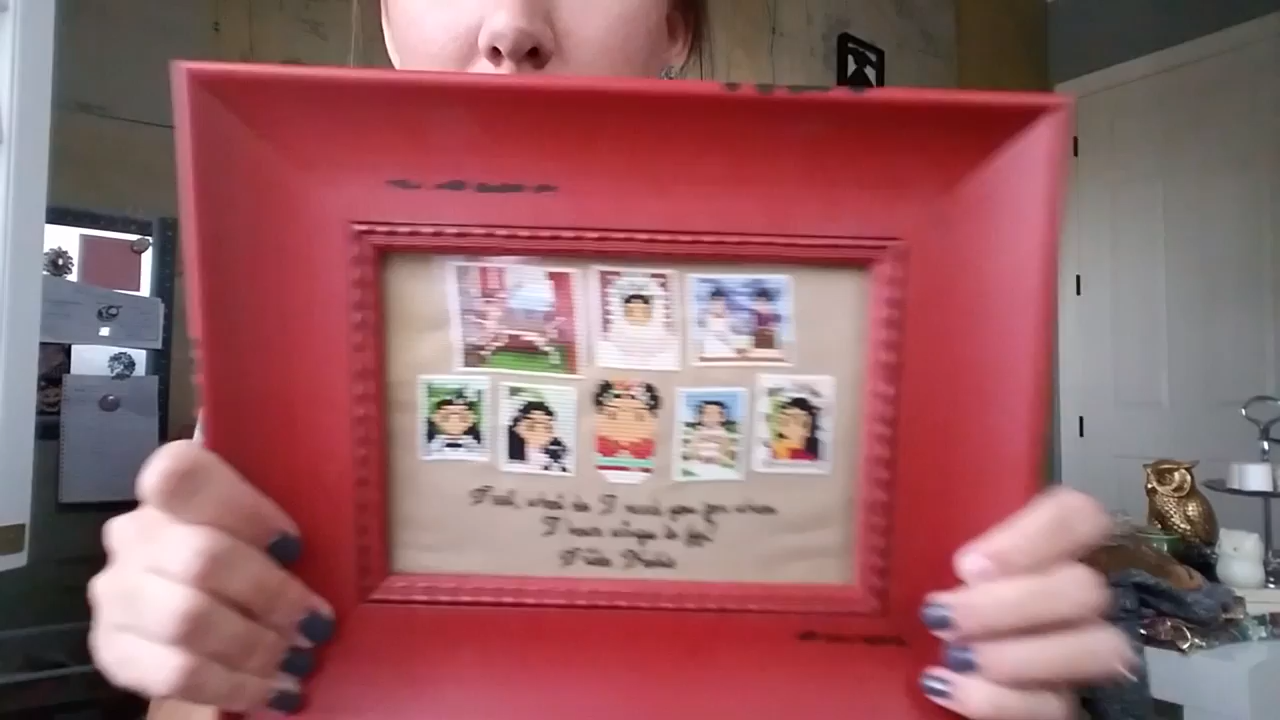 Feet, what do I need you for when
I have wings to fly?
Frida Kahlo